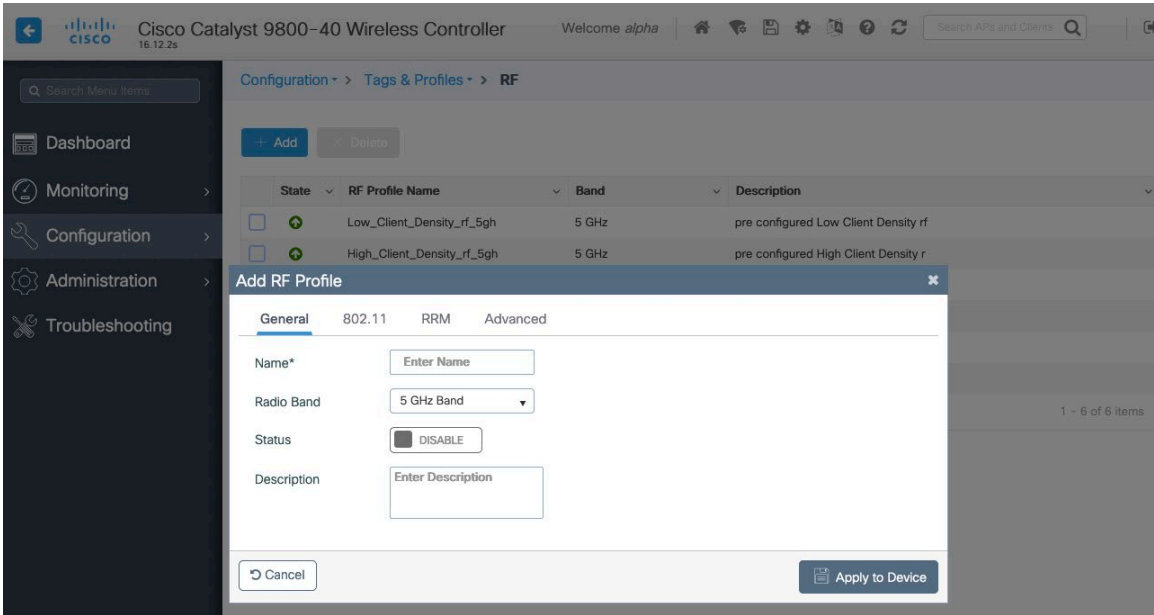 CISCO
Cisco Catalyst 9800-40 Wireless Controller
16.12.2s
Welcome alpha
Search APs and Clients
Search Menu Items
Dashboard
Monitoring
Configuration
Administration
Troubleshooting
Configuration > Tags & Profiles > RF
+ Add
× Delete
State RF Profile Name Band Description
Low_Client_Density_rf_5gh 5 GHz pre configured Low Client Density rf
High_Client_Density_rf_5gh 5 GHz pre configured High Client Density r
1 - 6 of 6 items
Add RF Profile
General 802.11 RRM Advanced
Name* Enter Name
Radio Band 5 GHz Band
Status DISABLE
Description Enter Description
Cancel
Apply to Device